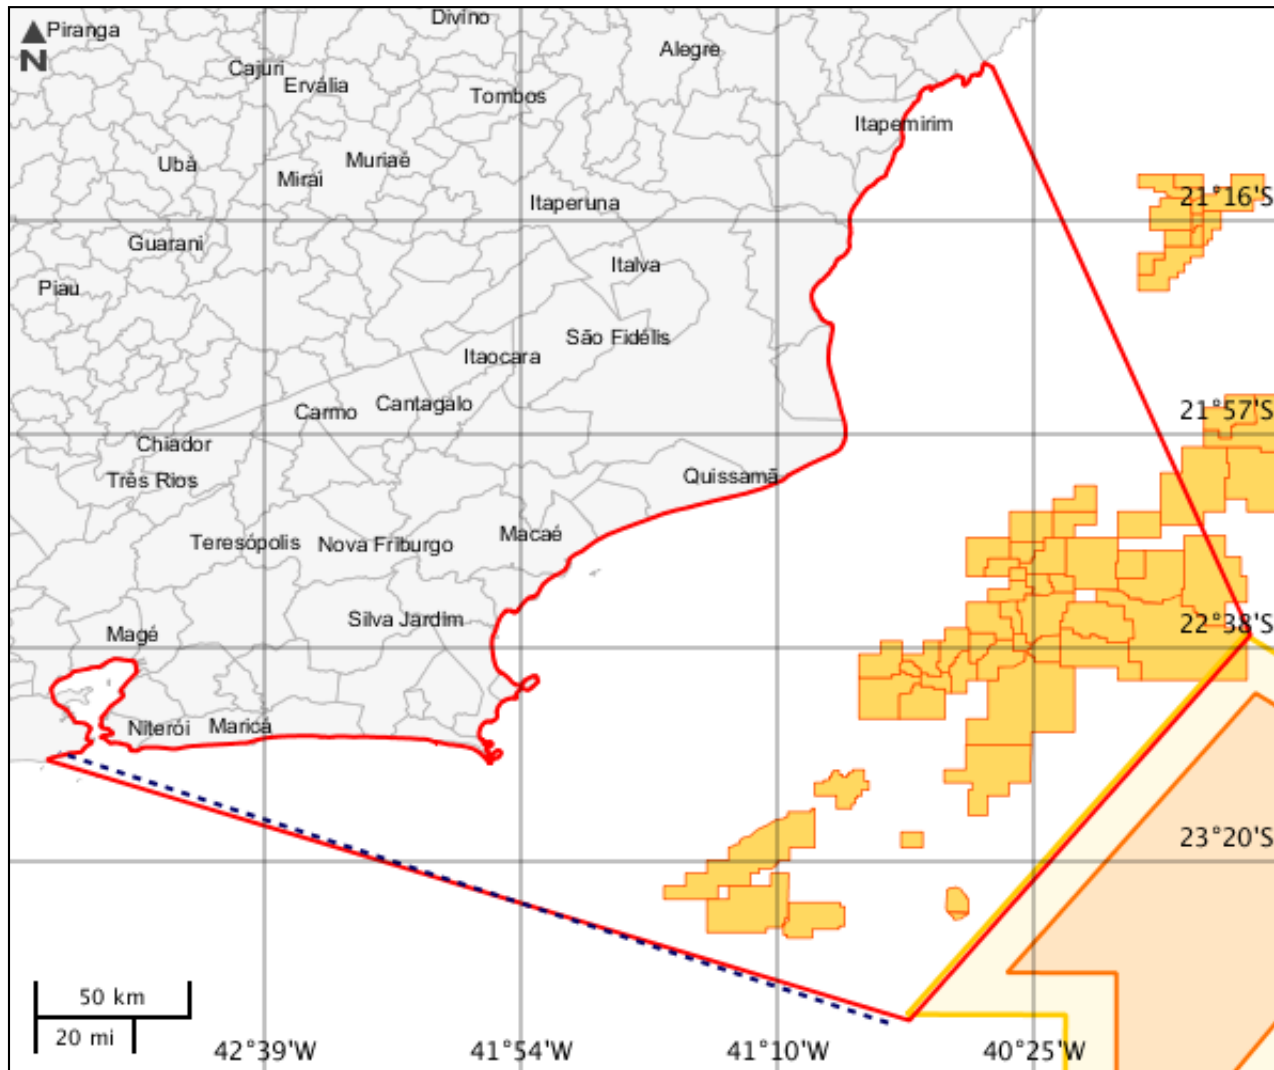 Divino
Piranga
N
Alegre
Cajuri
Ervália
Tombos
Itapemirim
Ubà
Muriaé
Mirai
21°16'S
Itaperuna
Guarani
Italva
Piau
São Fidélis
Itaocara
Cantagalo
Carmo
21°57'S
Chiador
Três Rios
Quissamã
Macaé
Teresópolis
Nova Friburgo
Silva Jardim
22°38'S
Magé
Niterói
Maricá
23°20'S
50 km
20 mi
42°39'W
41°54'W
41°10'W
40°25'W